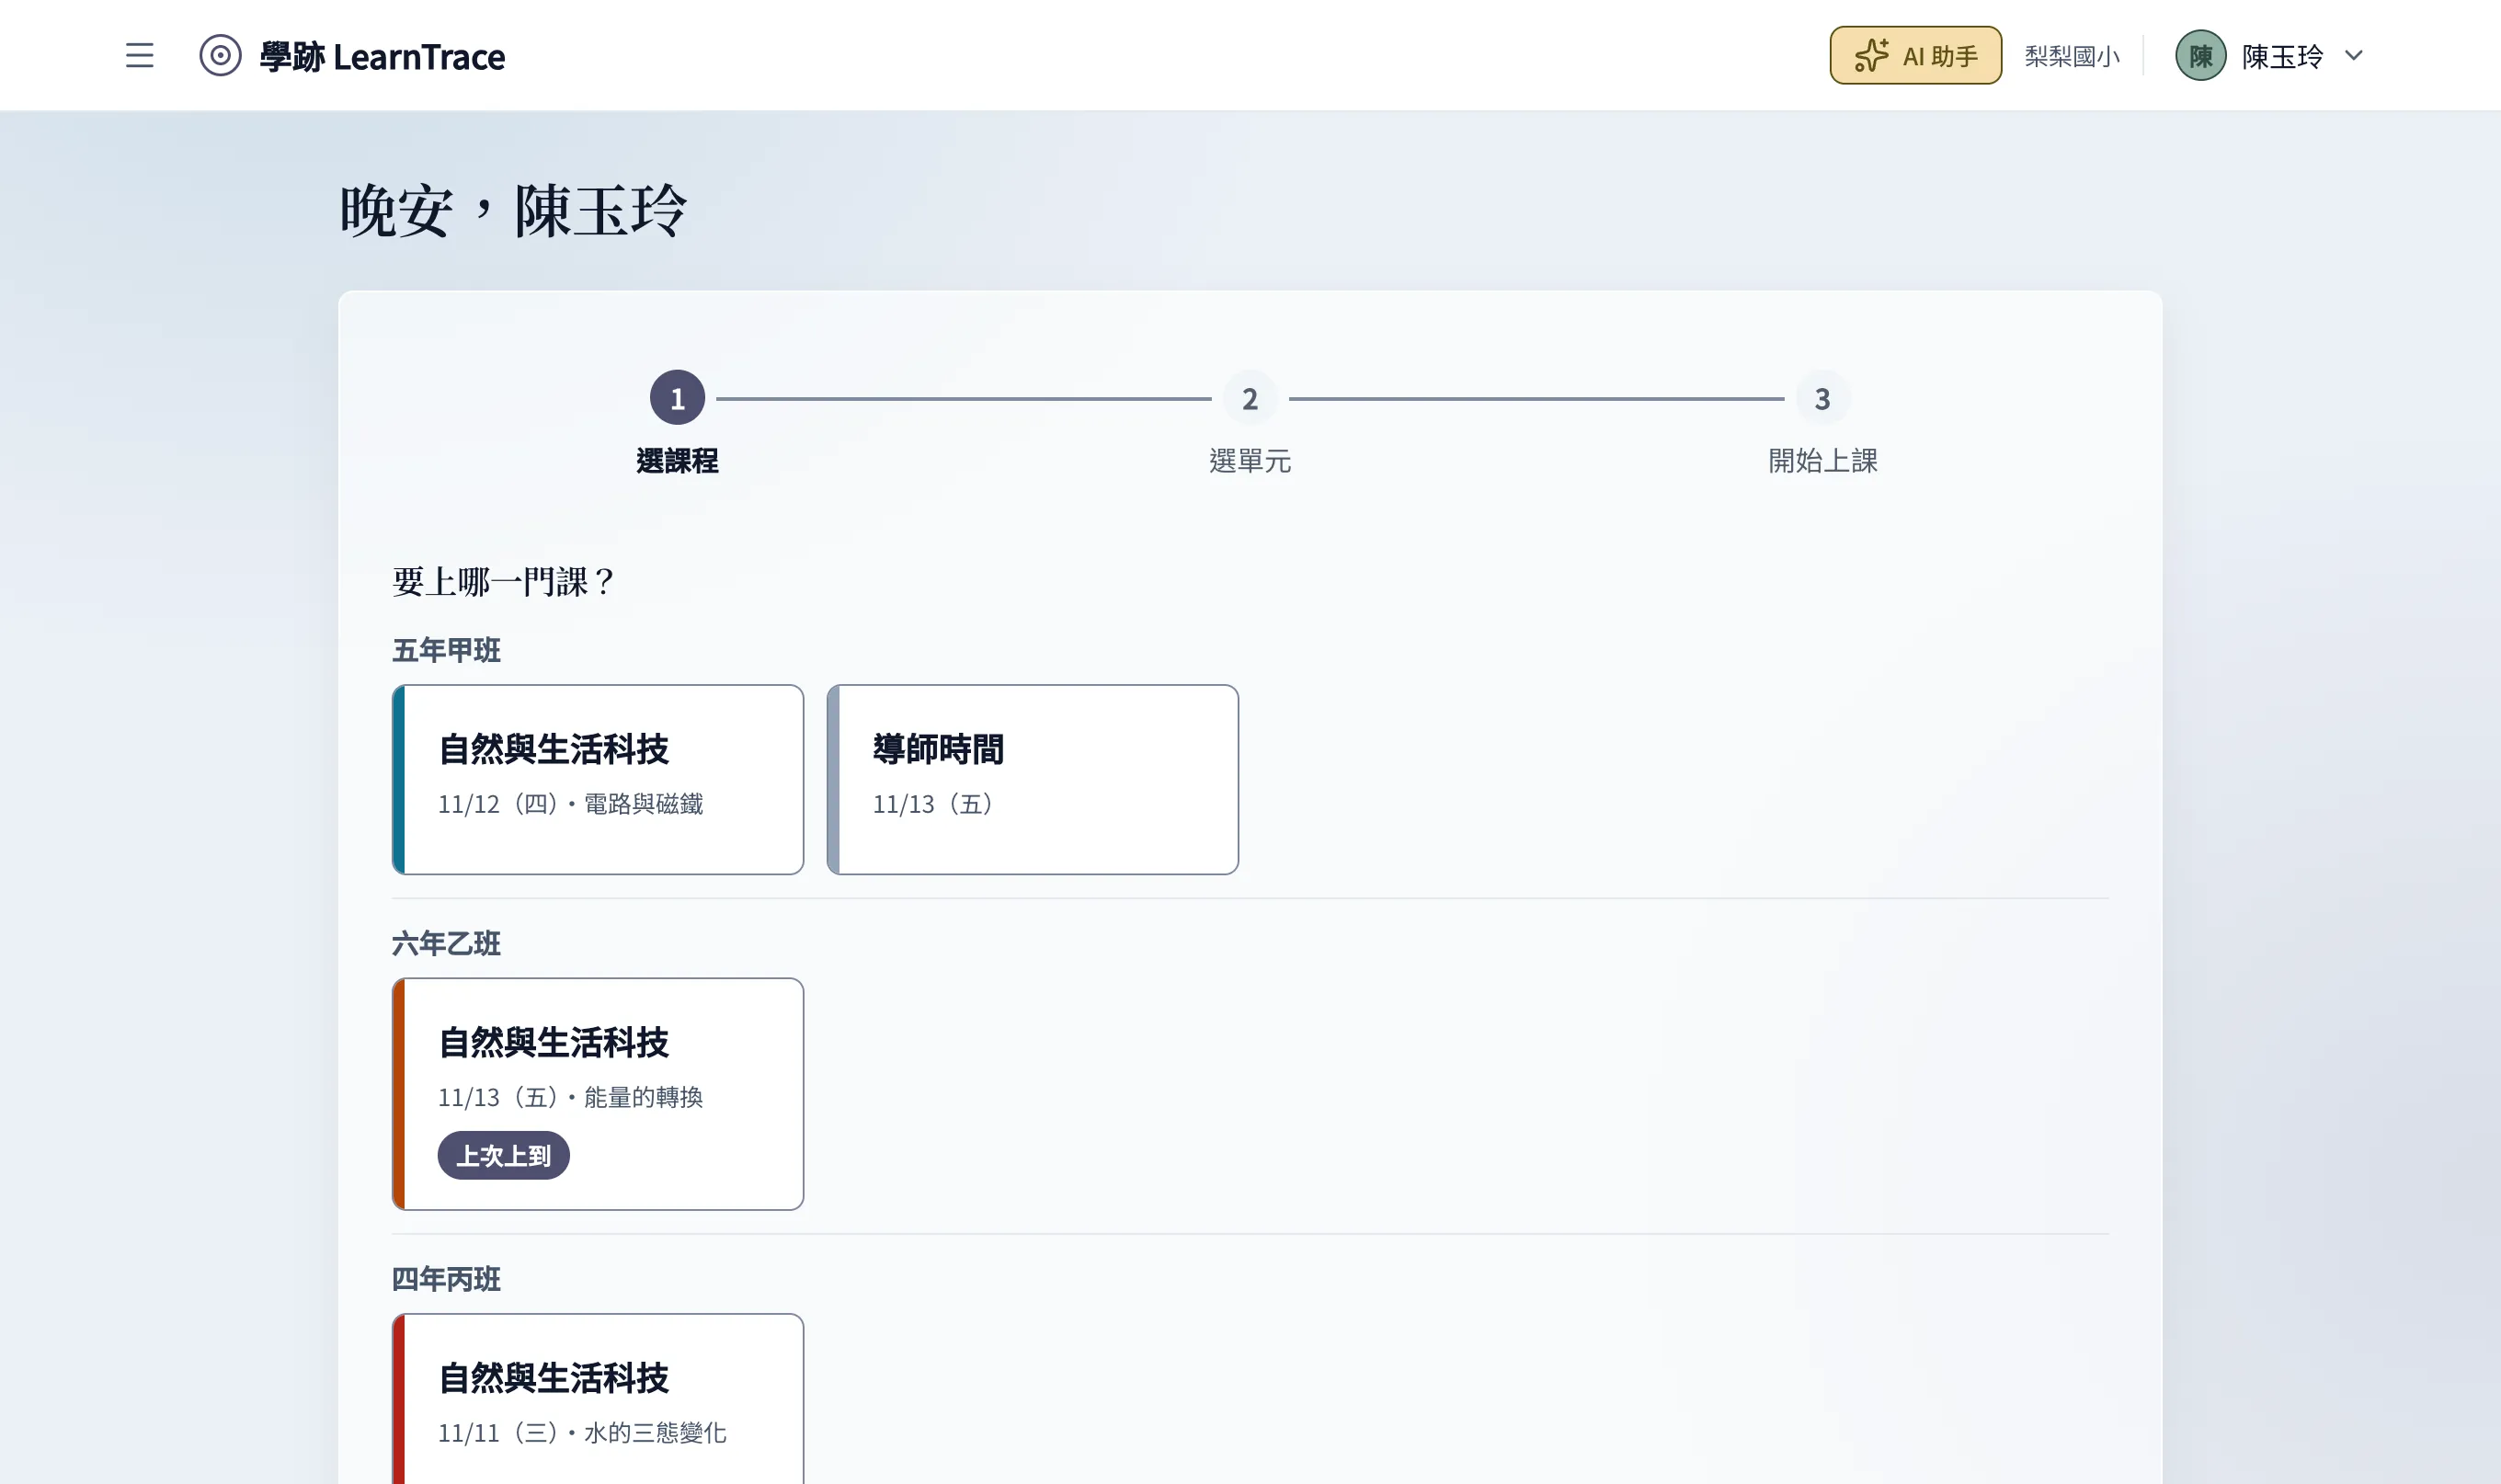 學跡 LearnTrace
AI 助手
梨梨國小
陳
陳玉玲
晚安，陳玉玲
1
2
3
選課程
選單元
開始上課
要上哪一門課？
五年甲班
自然與生活科技
11/12（四）・電路與磁鐵
導師時間
11/13（五）
六年乙班
自然與生活科技
11/13（五）・能量的轉換
上次上到
四年丙班
自然與生活科技
11/11（三）・水的三態變化